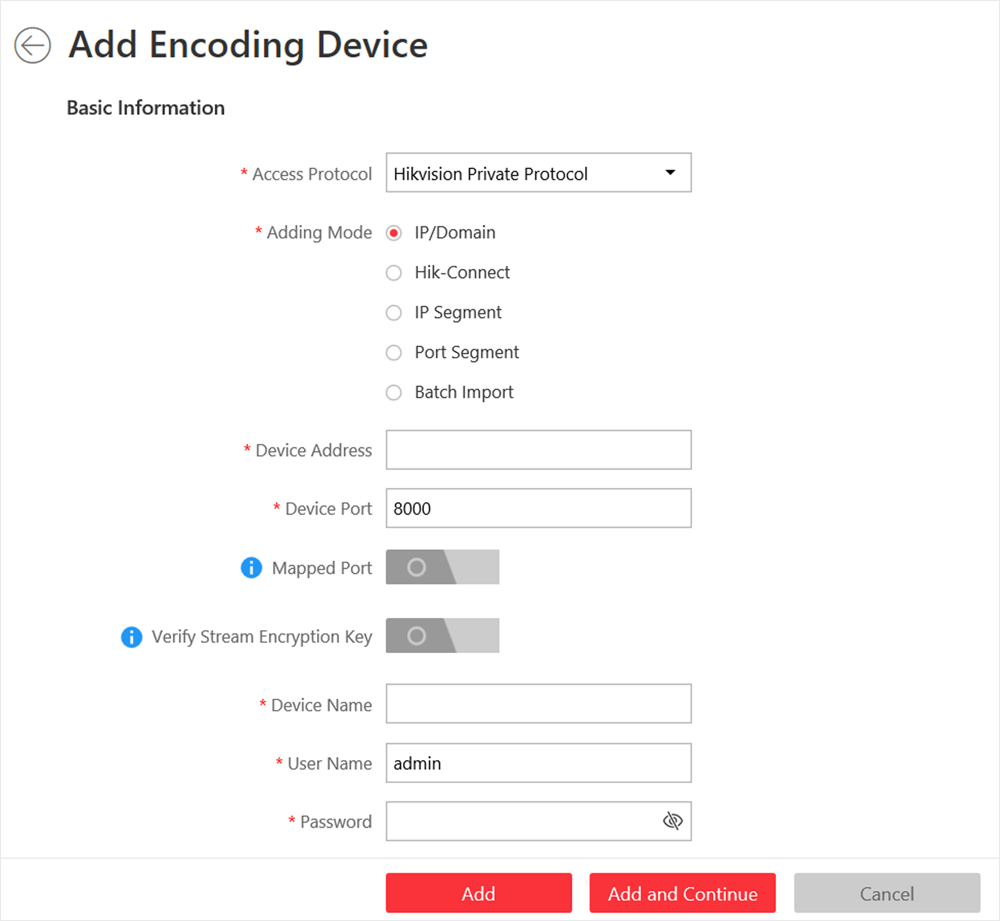 Add Encoding Device
Basic Information
* Access Protocol Hikvision Private Protocol
* Adding Mode IP/Domain
Hik-Connect
IP Segment
Port Segment
Batch Import
* Device Address
* Device Port 8000
Mapped Port
Verify Stream Encryption Key
* Device Name
* User Name admin
* Password
Add Add and Continue Cancel